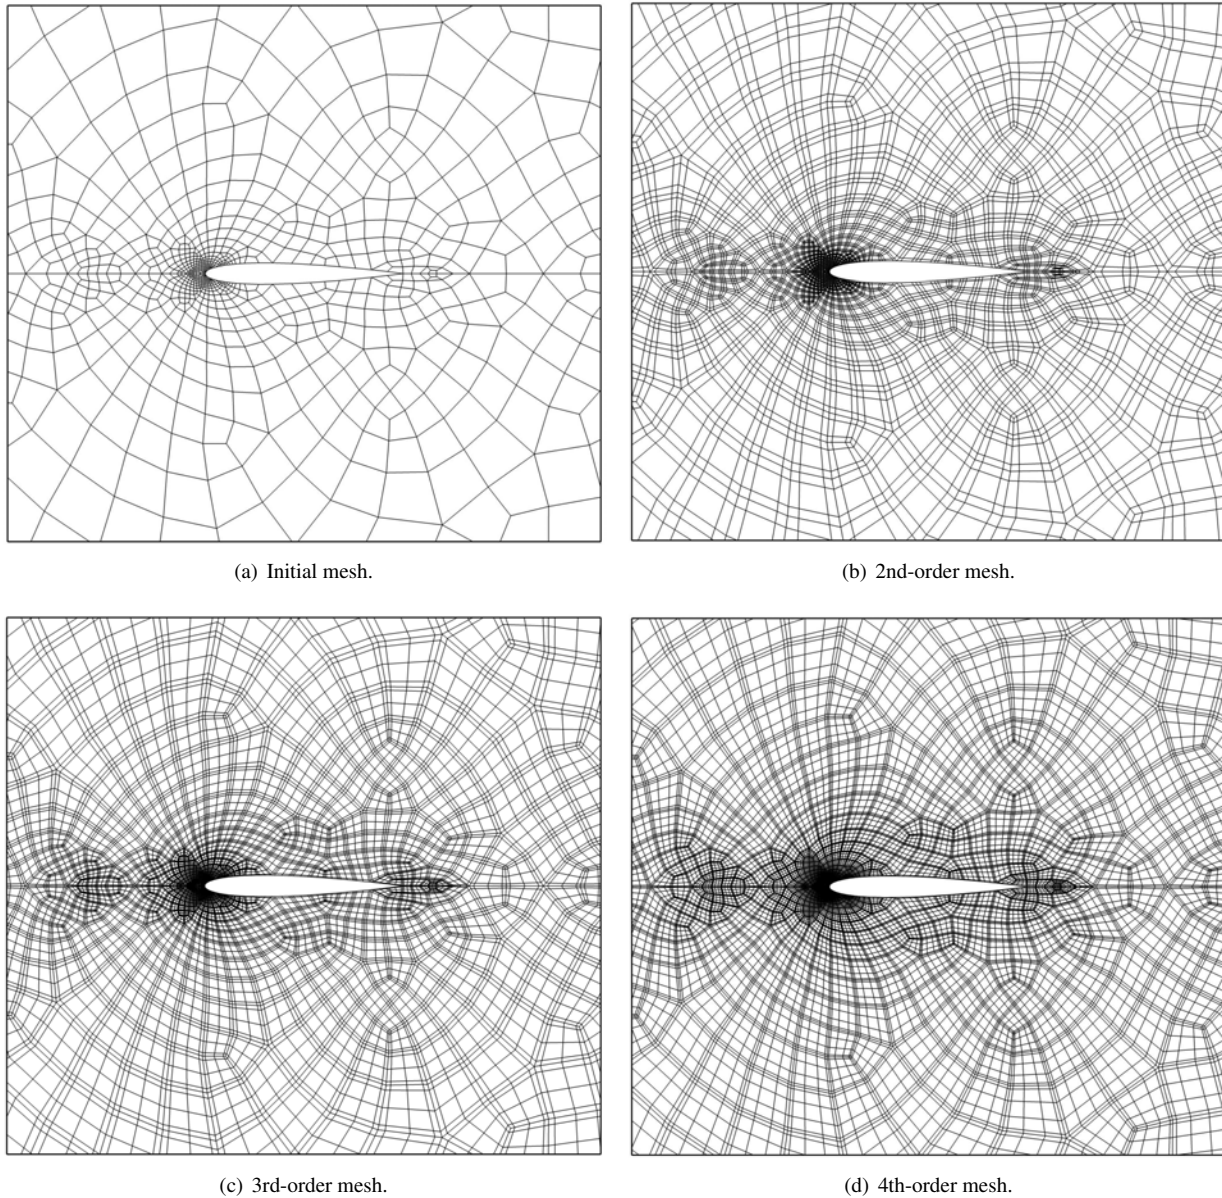 (a) Initial mesh.
(b) 2nd-order mesh.
(c) 3rd-order mesh.
(d) 4th-order mesh.